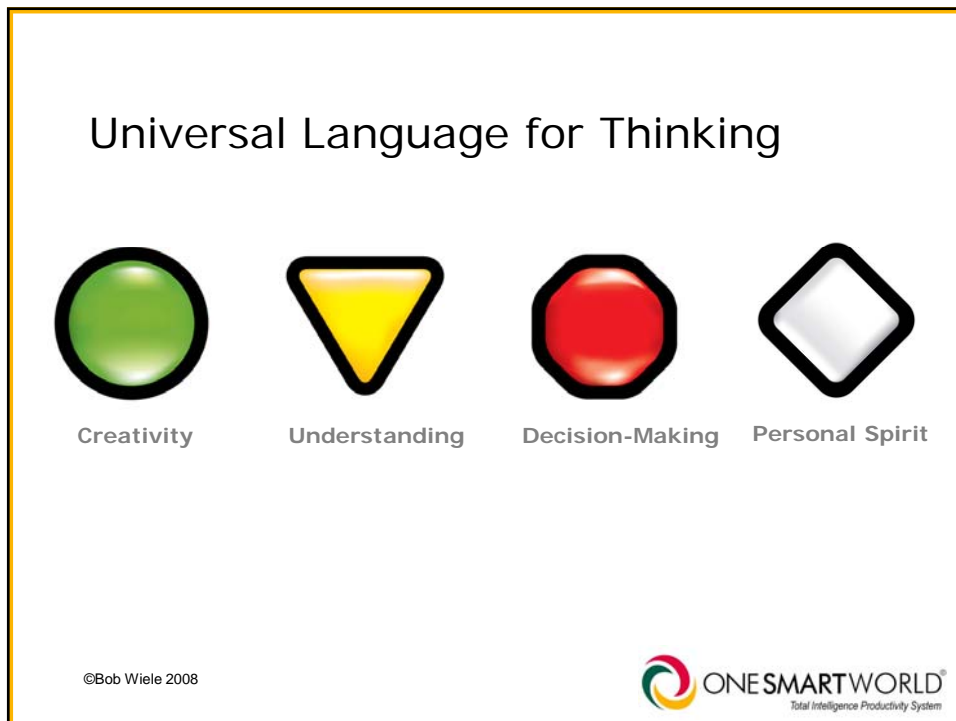 Universal Language for Thinking
Creativity Understanding Decision-Making Personal Spirit
©Bob Wiele 2008
ONESMARTWORLD®
Total Intelligence Productivity System